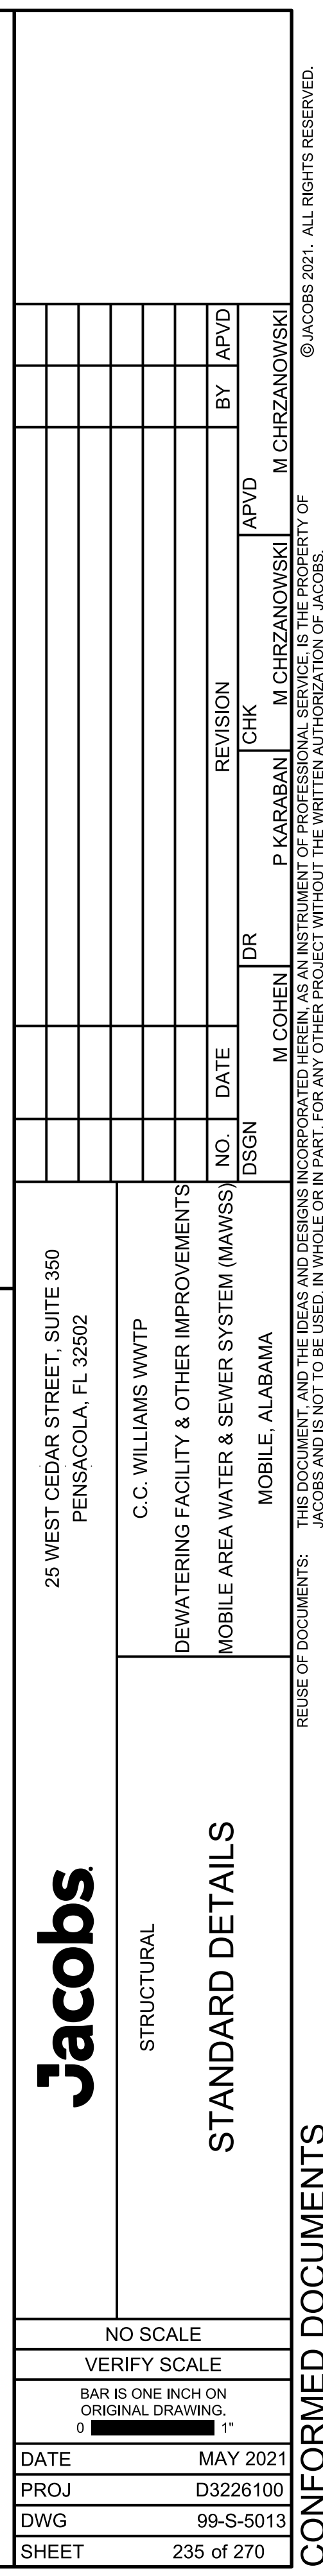 NO.
DATE
REVISION
BY
APVD
DSGN
M COHEN
DR
P KARABAN
CHK
M CHRZANOWSKI
APVD
M CHRZANOWSKI
25 WEST CEDAR STREET, SUITE 350
PENSACOLA, FL 32502
C.C. WILLIAMS WWTP
DEWATERING FACILITY & OTHER IMPROVEMENTS
MOBILE AREA WATER & SEWER SYSTEM (MAWSS)
MOBILE, ALABAMA
Jacobs.
STRUCTURAL
STANDARD DETAILS
NO SCALE
VERIFY SCALE
BAR IS ONE INCH ON
ORIGINAL DRAWING.
0 1"
DATE MAY 2021
PROJ D3226100
DWG 99-S-5013
SHEET 235 of 270
REUSE OF DOCUMENTS:
THIS DOCUMENT, AND THE IDEAS AND DESIGNS INCORPORATED HEREIN, AS AN INSTRUMENT OF PROFESSIONAL SERVICE, IS THE PROPERTY OF
JACOBS AND IS NOT TO BE USED, IN WHOLE OR IN PART, FOR ANY OTHER PROJECT WITHOUT THE WRITTEN AUTHORIZATION OF JACOBS.
©JACOBS 2021. ALL RIGHTS RESERVED.
CONFORMED DOCUMENTS